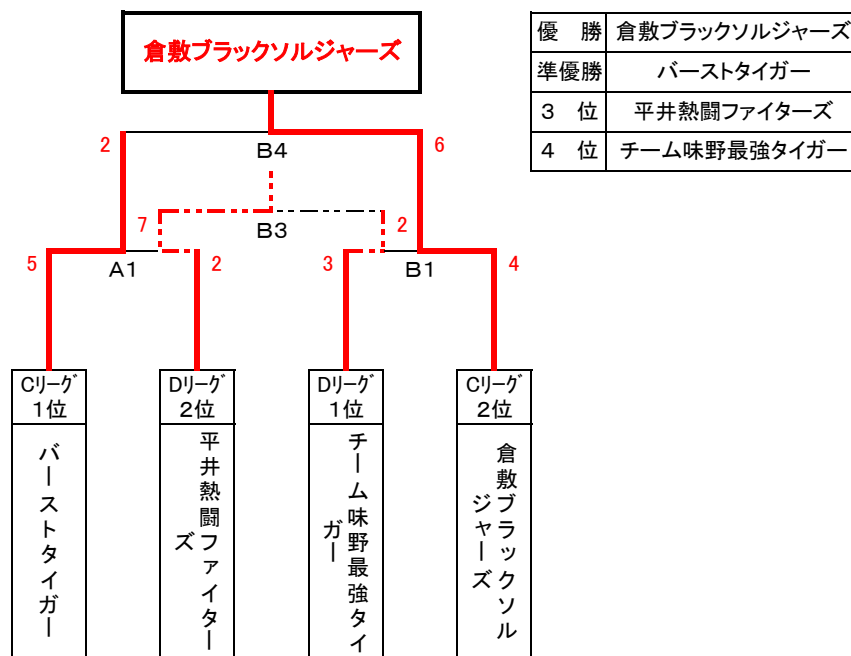 倉敷ブラックソルジャーズ
優　勝 倉敷ブラックソルジャーズ
準優勝 バーストタイガー
3　位 平井熱闘ファイターズ
4　位 チーム味野最強タイガー
2 B4 6
7 B3 2
5 A1 2 3 B1 4
Cリーグ
1位
Dリーグ
2位
Dリーグ
1位
Cリーグ
2位
バーストタイガー
平井熱闘ファイター
ズ
チーム味野最強タイ
ガー
倉敷ブラックソル
ジャーズ